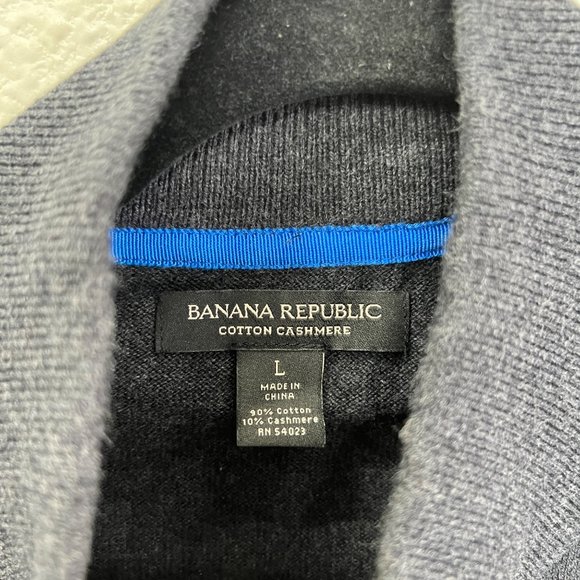 BANANA REPUBLIC
COTTON CASHMERE
L
MADE IN
CHINA
90% Cotton
10% Cashmere
RN 54023